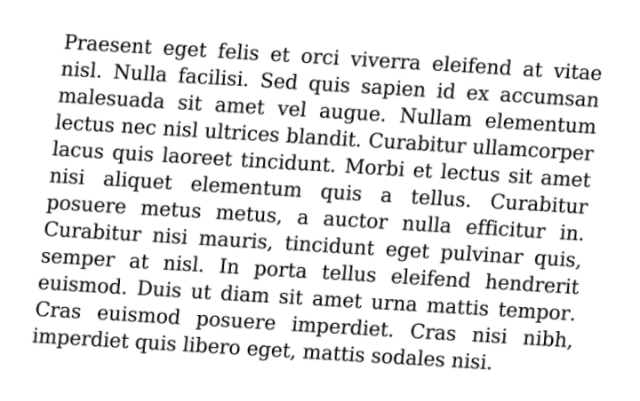 Praesent eget felis et orci viverra eleifend at vitae
nisl. Nulla facilisi. Sed quis sapien id ex accumsan
malesuada sit amet vel augue. Nullam elementum
lectus nec nisl ultrices blandit. Curabitur ullamcorper
lacus quis laoreet tincidunt. Morbi et lectus sit amet
nisi aliquet elementum quis a tellus. Curabitur
posuere metus metus, a auctor nulla efficitur in.
Curabitur nisi mauris, tincidunt eget pulvinar quis,
semper at nisl. In porta tellus eleifend hendrerit
euismod. Duis ut diam sit amet urna mattis tempor.
Cras euismod posuere imperdiet. Cras nisi nibh,
imperdiet quis libero eget, mattis sodales nisi.